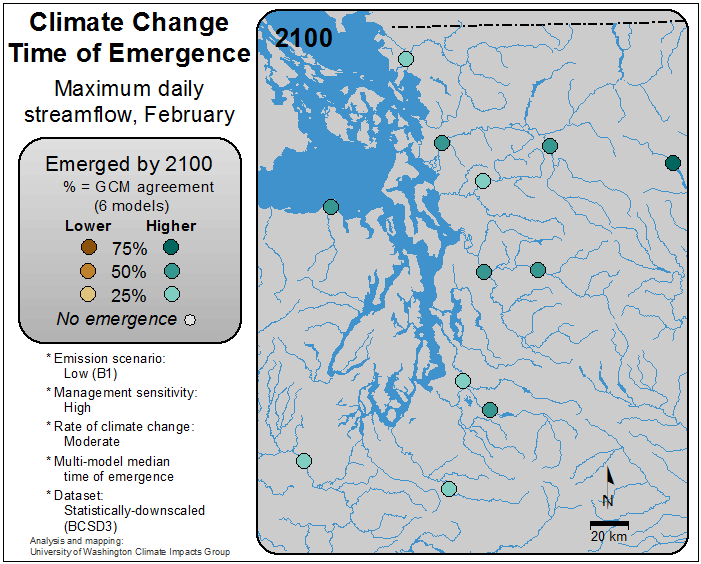 Climate Change
Time of Emergence
Maximum daily
streamflow, February
Emerged by 2100
% = GCM agreement
(6 models)
Lower Higher
75%
50%
25%
No emergence
* Emission scenario:
Low (B1)
* Management sensitivity:
High
* Rate of climate change:
Moderate
* Multi-model median
time of emergence
* Dataset:
Statistically-downscaled
(BCSD3)
Analysis and mapping:
University of Washington Climate Impacts Group
2100
N
20 km